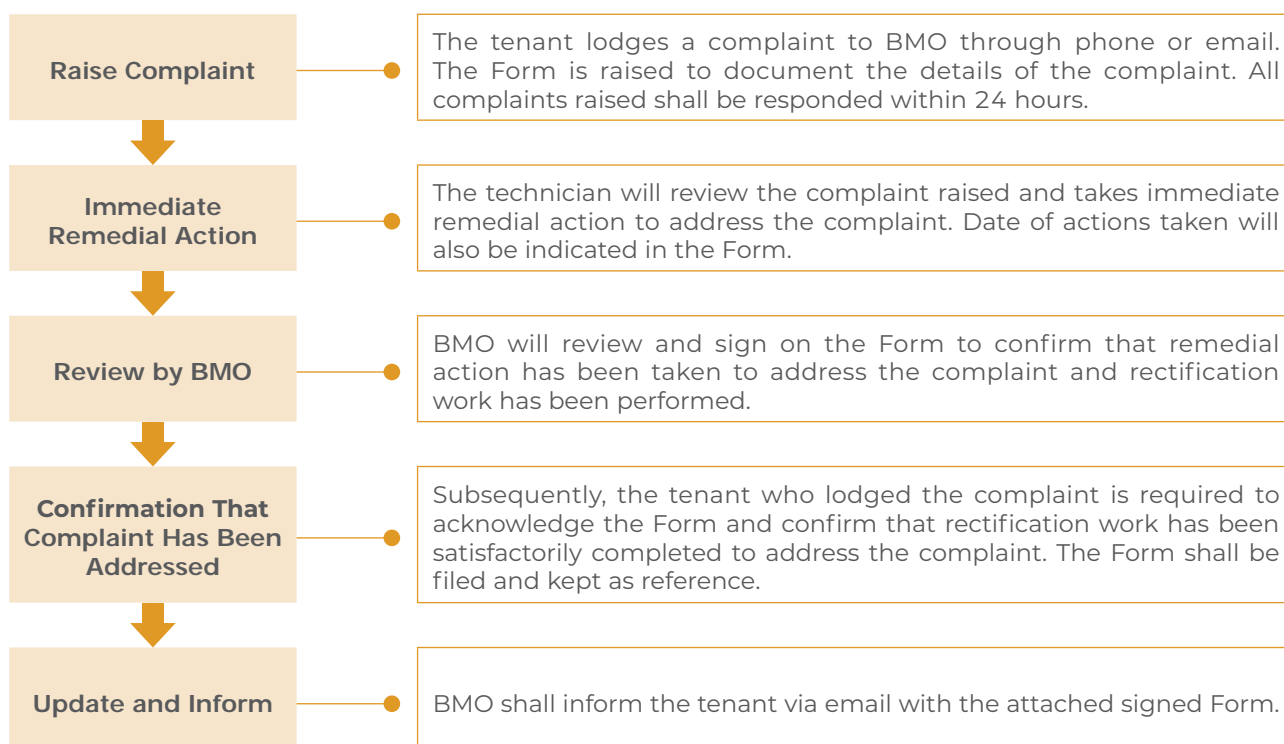 Raise Complaint
The tenant lodges a complaint to BMO through phone or email.
The Form is raised to document the details of the complaint. All
complaints raised shall be responded within 24 hours.
Immediate
Remedial Action
The technician will review the complaint raised and takes immediate
remedial action to address the complaint. Date of actions taken will
also be indicated in the Form.
Review by BMO
BMO will review and sign on the Form to confirm that remedial
action has been taken to address the complaint and rectification
work has been performed.
Confirmation That
Complaint Has Been
Addressed
Subsequently, the tenant who lodged the complaint is required to
acknowledge the Form and confirm that rectification work has been
satisfactorily completed to address the complaint. The Form shall be
filed and kept as reference.
Update and Inform
BMO shall inform the tenant via email with the attached signed Form.